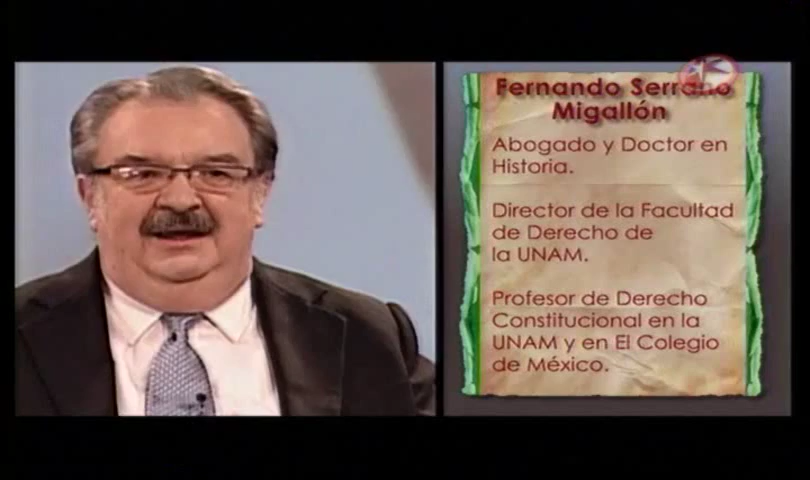 Fernando Serrano
Migallón
Abogado y Doctor en
Historia.
Director de la Facultad
de Derecho de
la UNAM.
Profesor de Derecho
Constitucional en la
UNAM y en El Colegio
de México.